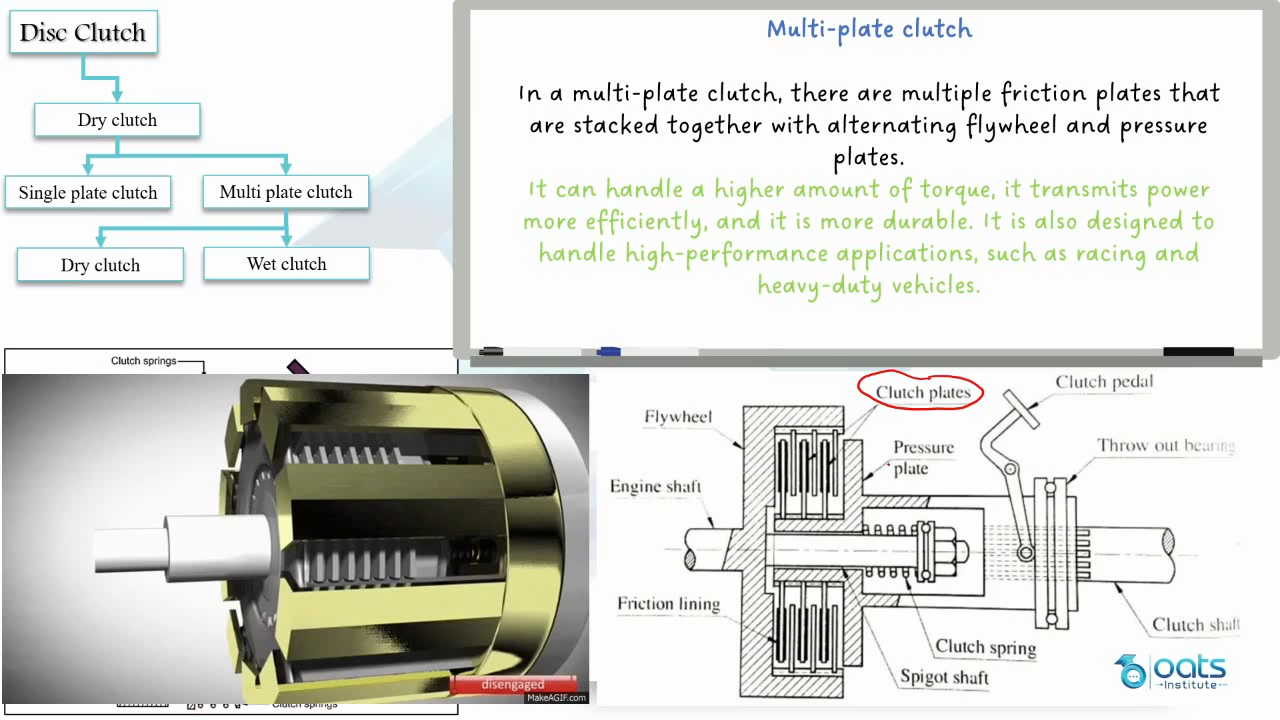 Disc Clutch
Dry clutch
Single plate clutch
Multi plate clutch
Dry clutch
Wet clutch
Multi-plate clutch
In a multi-plate clutch, there are multiple friction plates that
are stacked together with alternating flywheel and pressure
plates.
It can handle a higher amount of torque, it transmits power
more efficiently, and it is more durable. It is also designed to
handle high-performance applications, such as racing and
heavy-duty vehicles.
Clutch springs
disengaged
MakeAGIF.com
Clutch springs
Clutch plates
Clutch pedal
Flywheel
Pressure
plate
Throw out bearing
Engine shaft
Friction lining
Clutch shaft
Clutch spring
Spigot shaft
oats
Institute